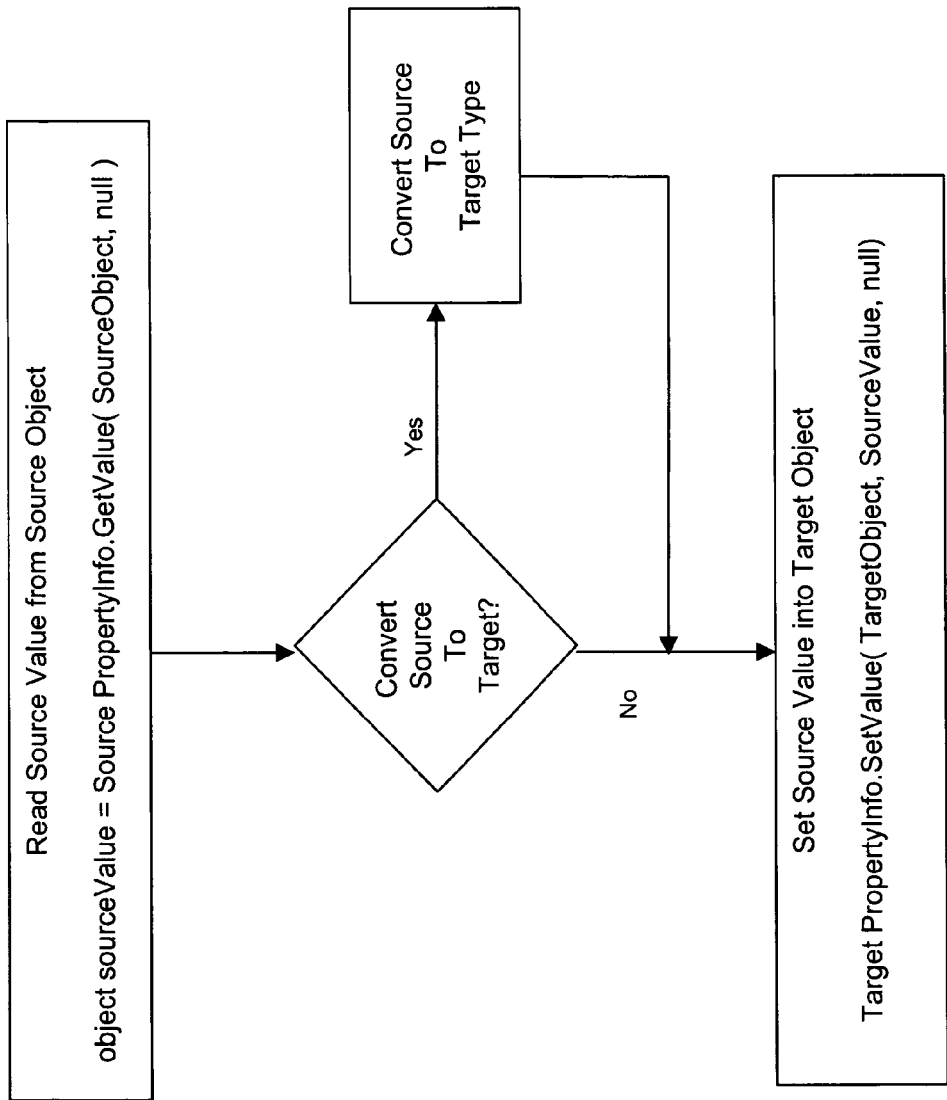 Read Source Value from Source Object
object sourceValue = Source PropertyInfo.GetValue( SourceObject, null )
Convert
Source
To
Target?
Yes
Convert Source
To
Target Type
No
Set Source Value into Target Object
Target PropertyInfo.SetValue( TargetObject, SourceValue, null)